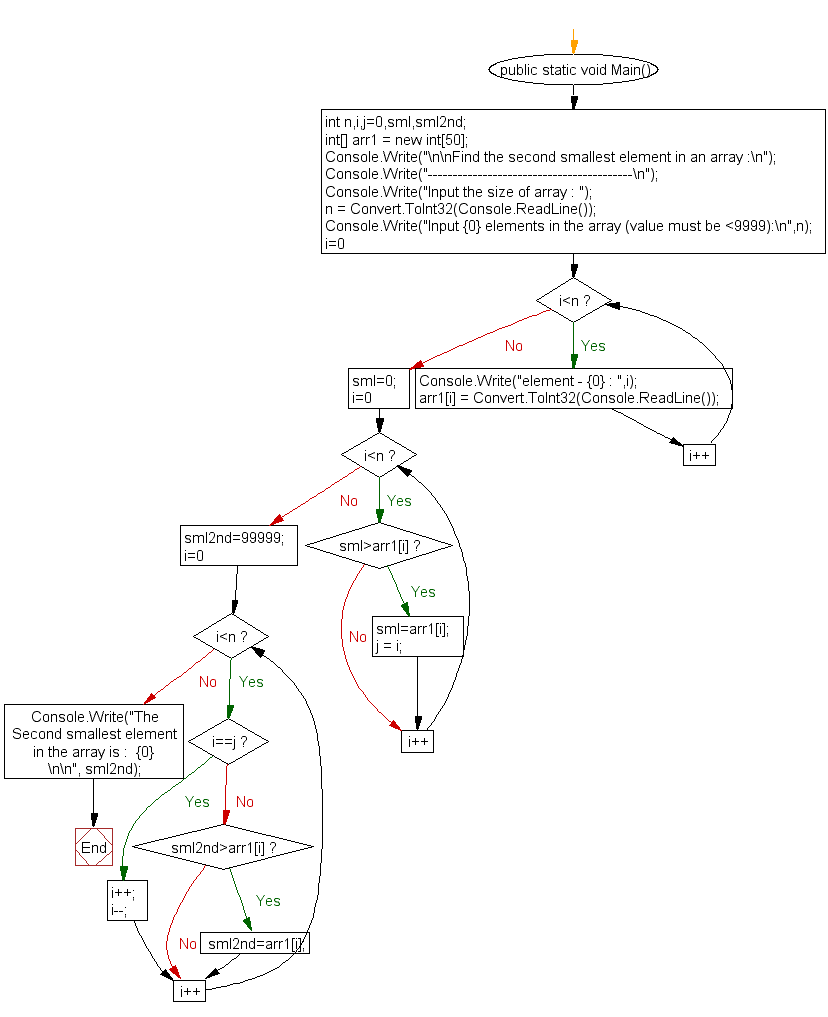 public static void Main()
int n,i,j=0,sml,sml2nd;
int[] arr1 = new int[50];
Console.Write("\n\nFind the second smallest element in an array :\n");
Console.Write("-----------------------------------------\n");
Console.Write("Input the size of array : ");
n = Convert.ToInt32(Console.ReadLine());
Console.Write("Input {0} elements in the array (value must be <9999):\n",n);
i=0
i<n ?
No
Yes
sml=0;
i=0
Console.Write("element - {0} : ",i);
arr1[i] = Convert.ToInt32(Console.ReadLine());
i++
i<n ?
No
Yes
sml2nd=99999;
i=0
sml>arr1[i] ?
Yes
No
sml=arr1[i];
j = i;
i++
i<n ?
No
Yes
Console.Write("The
Second smallest element
in the array is :  {0}
\n\n", sml2nd);
i==j ?
Yes
No
End
sml2nd>arr1[i] ?
i++;
i--;
Yes
No
sml2nd=arr1[i];
i++